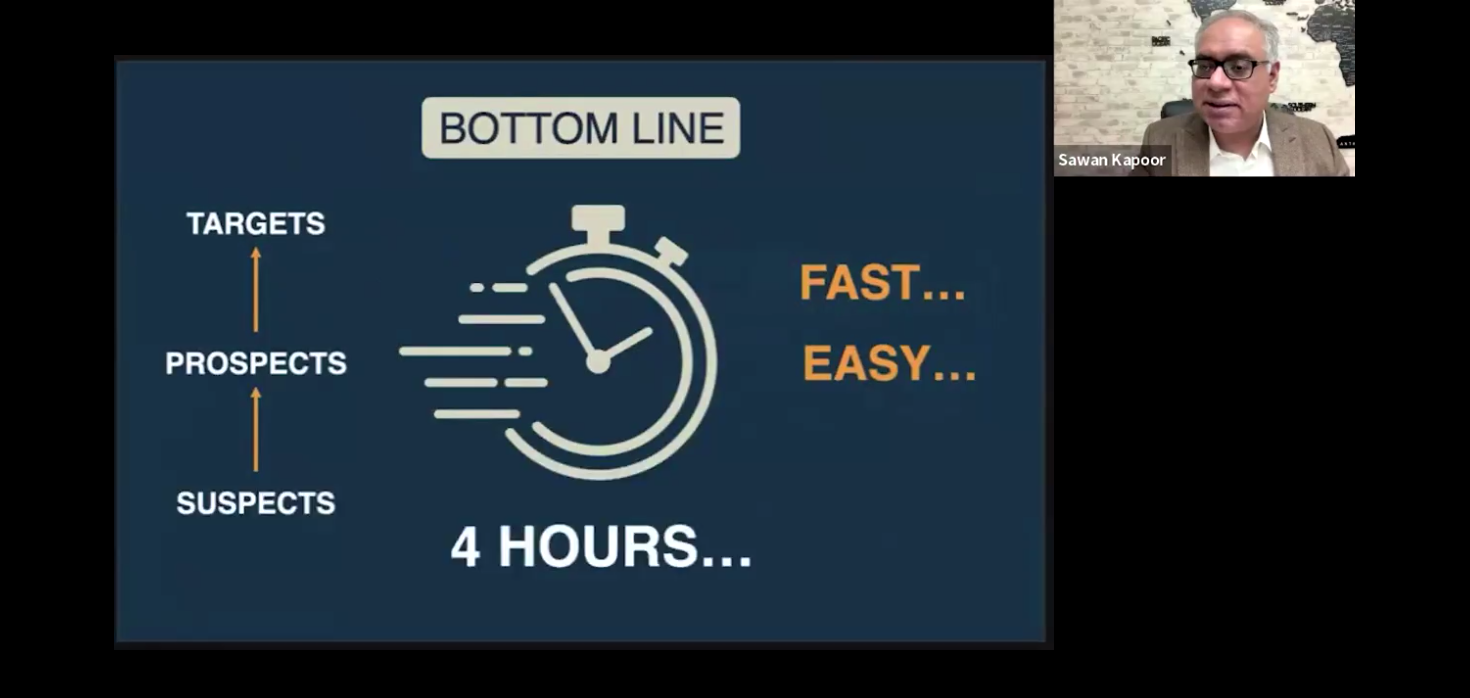 BOTTOM LINE
TARGETS
PROSPECTS
SUSPECTS
4 HOURS...
FAST...
EASY...
Sawan Kapoor